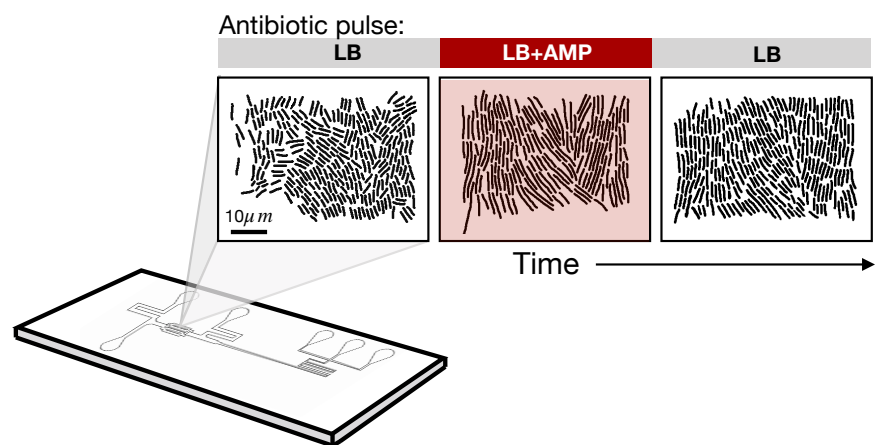 Antibiotic pulse:
LB
LB+AMP
LB
10μm
Time